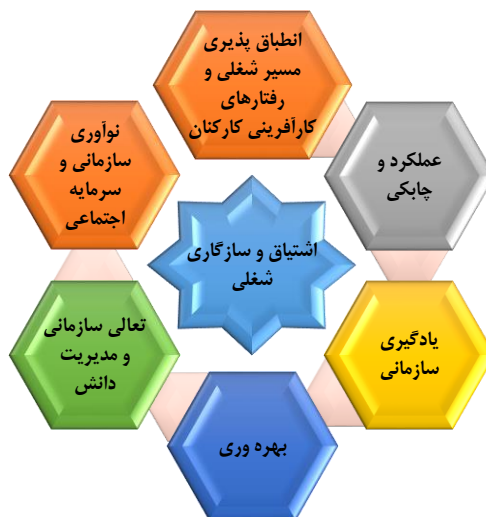 انطباق پذیری
مسیر شغلی و
رفتارهای
کارآفرینی کارکنان
عملکرد و
چابکی
یادگیری
سازمانی
بهره وری
تعالی سازمانی
و مدیریت
دانش
نوآوری
سازمانی و
سرمایه
اجتماعی
اشتیاق و سازگاری
شغلی